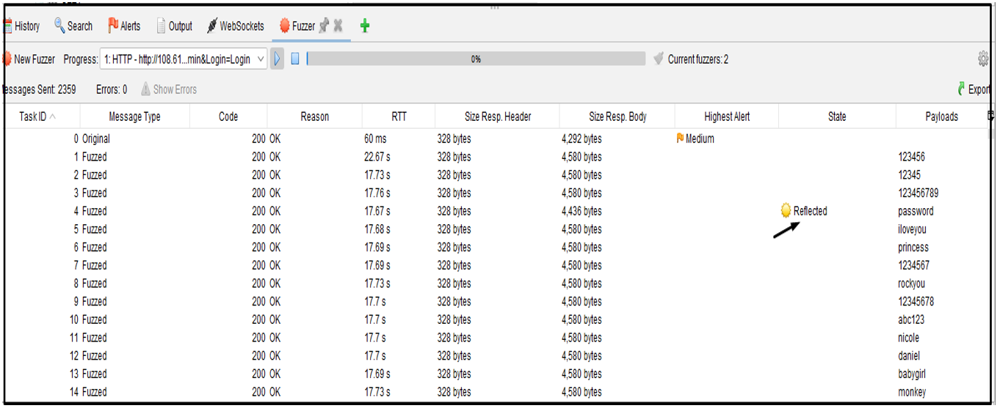 History Search Alerts Output WebSockets Fuzzer
New Fuzzer Progress: 1: HTTP - http://108.61...min&Login=Login 0% Current fuzzers: 2
essages Sent: 2359 Errors: 0 Show Errors Export
Task ID Message Type Code Reason RTT Size Resp. Header Size Resp. Body Highest Alert State Payloads
0 Original 200 OK 60 ms 328 bytes 4,292 bytes Medium
1 Fuzzed 200 OK 22.67 s 328 bytes 4,580 bytes 123456
2 Fuzzed 200 OK 17.73 s 328 bytes 4,580 bytes 12345
3 Fuzzed 200 OK 17.76 s 328 bytes 4,580 bytes 123456789
4 Fuzzed 200 OK 17.67 s 328 bytes 4,436 bytes Reflected password
5 Fuzzed 200 OK 17.68 s 328 bytes 4,580 bytes iloveyou
6 Fuzzed 200 OK 17.69 s 328 bytes 4,580 bytes princess
7 Fuzzed 200 OK 17.69 s 328 bytes 4,580 bytes 1234567
8 Fuzzed 200 OK 17.73 s 328 bytes 4,580 bytes rockyou
9 Fuzzed 200 OK 17.7 s 328 bytes 4,580 bytes 12345678
10 Fuzzed 200 OK 17.7 s 328 bytes 4,580 bytes abc123
11 Fuzzed 200 OK 17.7 s 328 bytes 4,580 bytes nicole
12 Fuzzed 200 OK 17.7 s 328 bytes 4,580 bytes daniel
13 Fuzzed 200 OK 17.69 s 328 bytes 4,580 bytes babygirl
14 Fuzzed 200 OK 17.73 s 328 bytes 4,580 bytes monkey